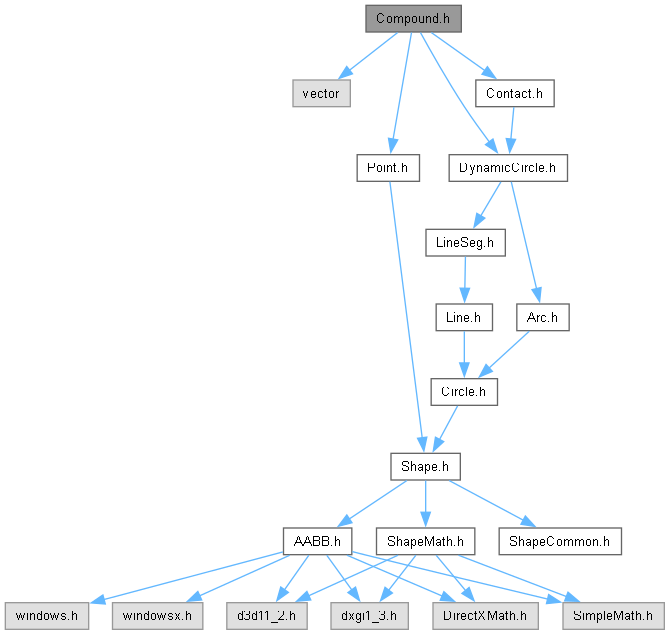 Compound.h
vector
Contact.h
Point.h
DynamicCircle.h
LineSeg.h
Line.h
Arc.h
Circle.h
Shape.h
AABB.h
ShapeMath.h
ShapeCommon.h
windows.h
windowsx.h
d3d11_2.h
dxgi1_3.h
DirectXMath.h
SimpleMath.h